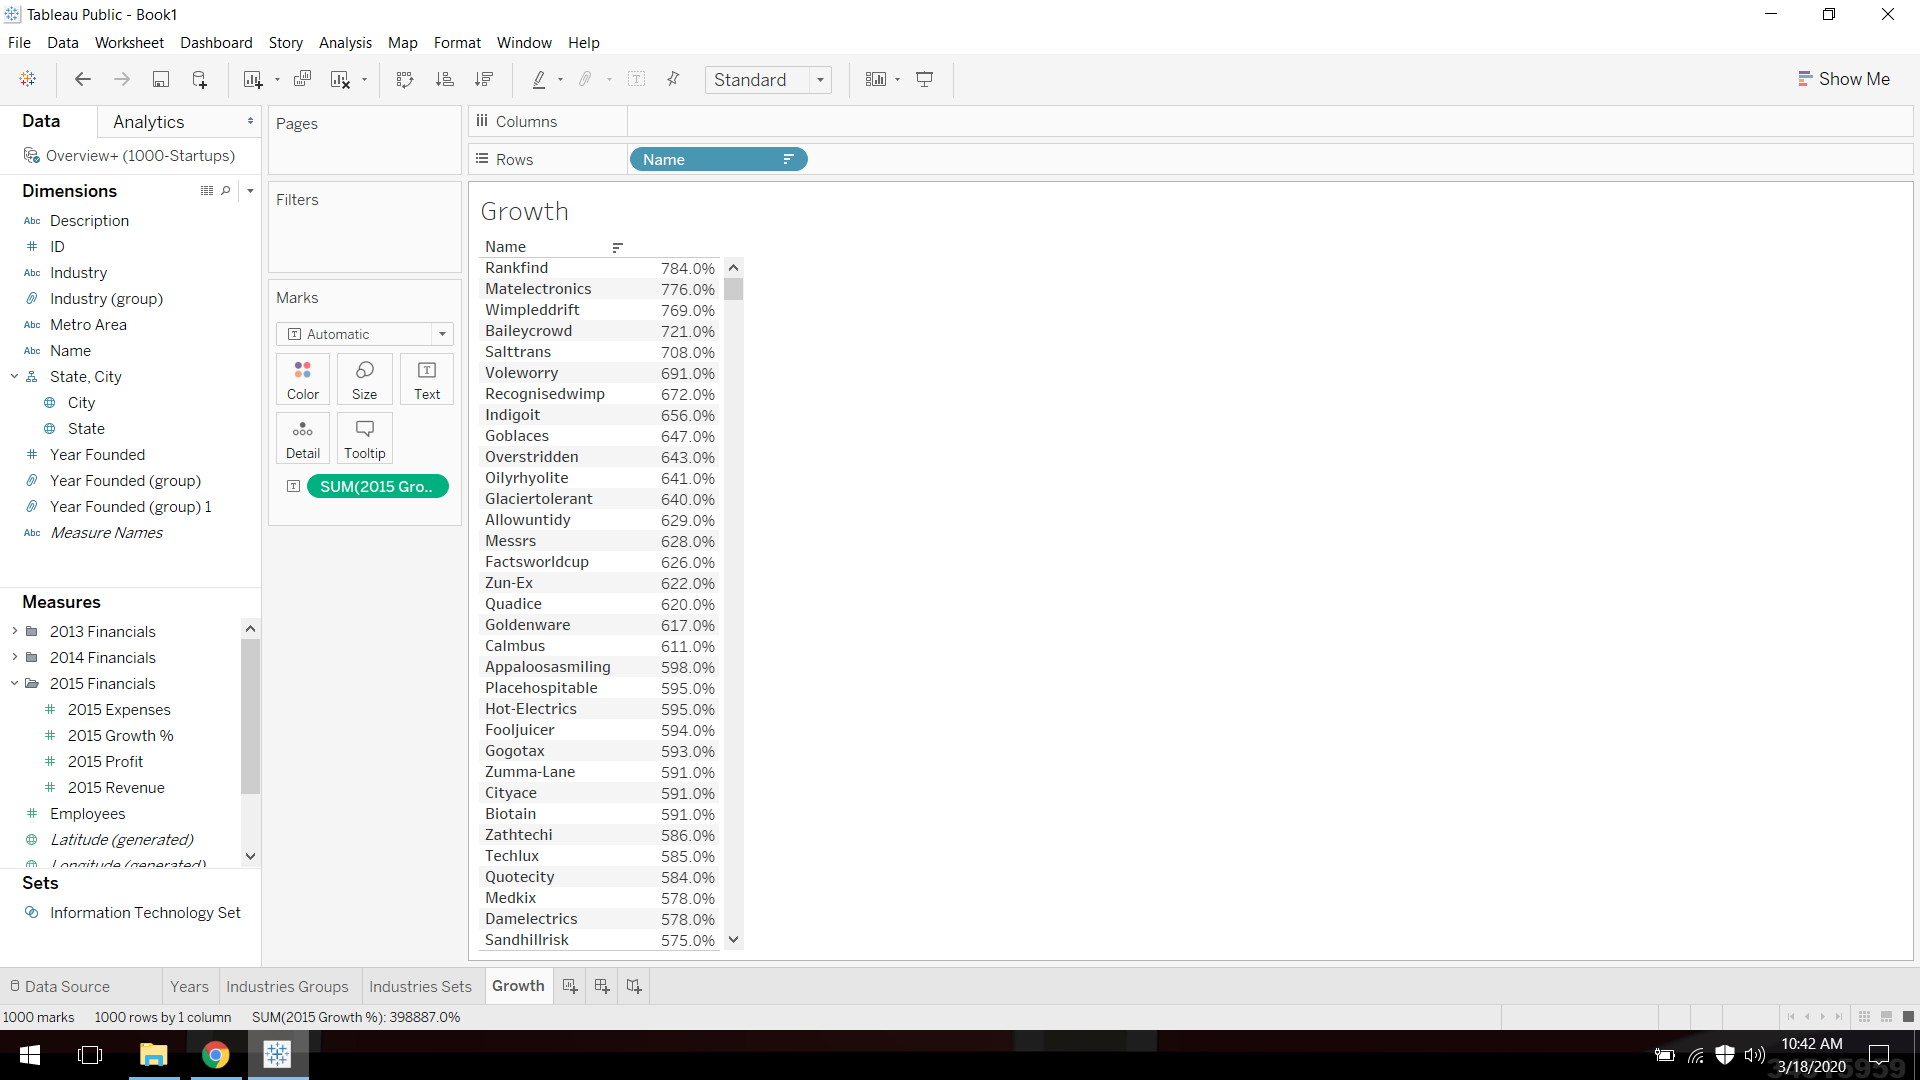 Tableau Public - Book1
File Data Worksheet Dashboard Story Analysis Map Format Window Help
Standard
Show Me
Data Analytics
Overview+ (1000-Startups)
Dimensions
Abc Description
ID
Abc Industry
Industry (group)
Abc Metro Area
Abc Name
State, City
City
State
Year Founded
Year Founded (group)
Year Founded (group) 1
Abc Measure Names
Measures
2013 Financials
2014 Financials
2015 Financials
2015 Expenses
2015 Growth %
2015 Profit
2015 Revenue
Employees
Latitude (generated)
Longitude (generated)
Sets
Information Technology Set
Pages
Filters
Marks
Automatic
Color Size Text
Detail Tooltip
SUM(2015 Gro..
Columns
Rows Name
Growth
Name
Rankfind 784.0%
Matelectronics 776.0%
Wimpleddrift 769.0%
Baileycrowd 721.0%
Salttrans 708.0%
Voleworry 691.0%
Recognisedwimp 672.0%
Indigoit 656.0%
Goblaces 647.0%
Overstridden 643.0%
Oilyrhyolite 641.0%
Glaciertolerant 640.0%
Allowuntidy 629.0%
Messrs 628.0%
Factsworldcup 626.0%
Zun-Ex 622.0%
Quadice 620.0%
Goldenware 617.0%
Calmbus 611.0%
Appaloosasmiling 598.0%
Placehospitable 595.0%
Hot-Electrics 595.0%
Fooljuicer 594.0%
Gogotax 593.0%
Zumma-Lane 591.0%
Cityace 591.0%
Biotain 591.0%
Zathtechi 586.0%
Techlux 585.0%
Quotecity 584.0%
Medkix 578.0%
Damelectrics 578.0%
Sandhillrisk 575.0%
Data Source Years Industries Groups Industries Sets Growth
1000 marks 1000 rows by 1 column SUM(2015 Growth %): 398887.0%
10:42 AM
3/18/2020